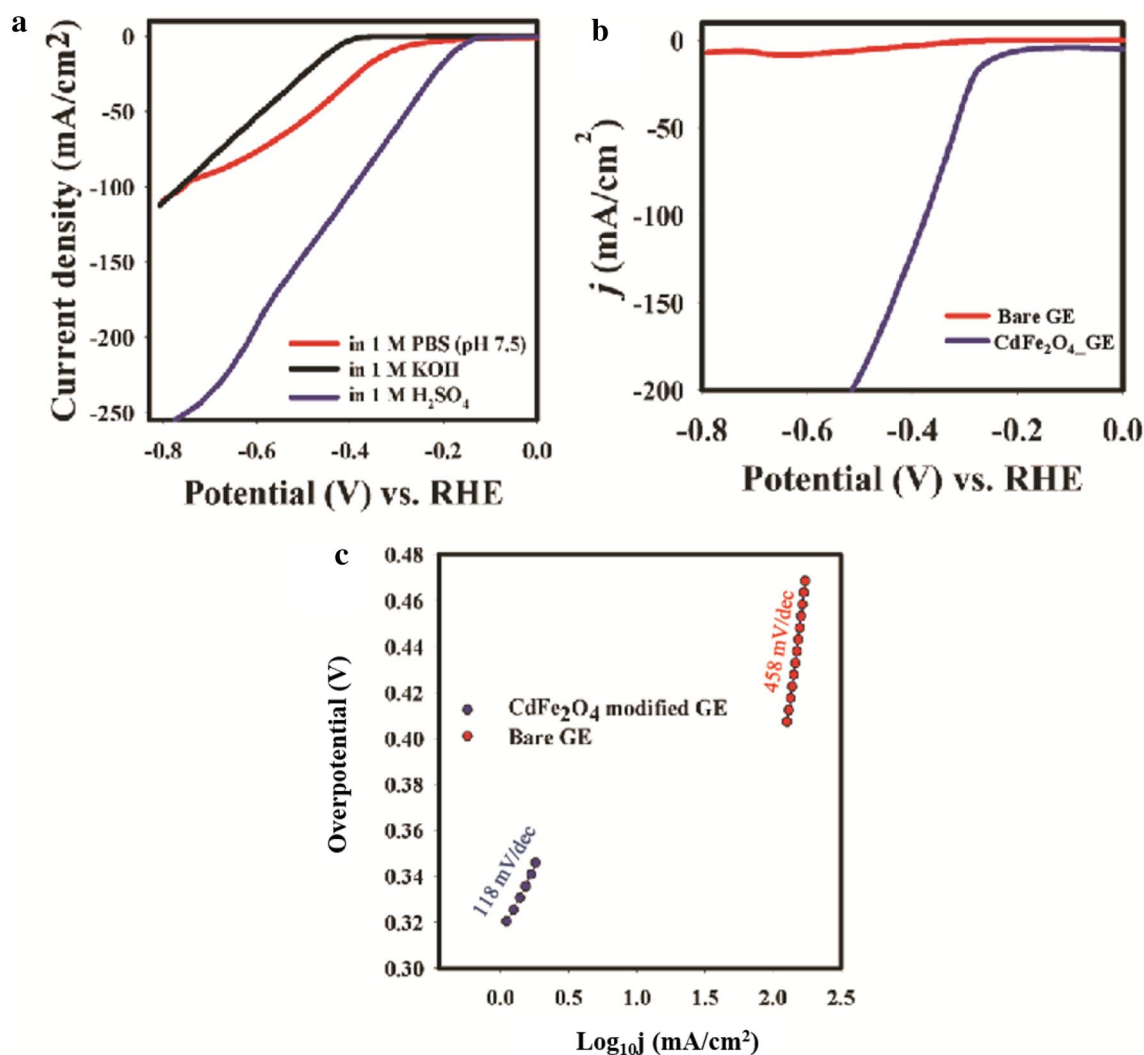 a
Current density (mA/cm²)
0
-50
-100
-150
-200
-250
in 1 M PBS (pH 7.5)
in 1 M KOH
in 1 M H₂SO₄
-0.8 -0.6 -0.4 -0.2 0.0
Potential (V) vs. RHE
b
j (mA/cm²)
0
-50
-100
-150
-200
Bare GE
CdFe₂O₄_GE
-0.8 -0.6 -0.4 -0.2 0.0
Potential (V) vs. RHE
c
Overpotential (V)
0.48
0.46
0.44
0.42
0.40
0.38
0.36
0.34
0.32
0.30
458 mV/dec
CdFe₂O₄ modified GE
Bare GE
118 mV/dec
0.0 0.5 1.0 1.5 2.0 2.5
Log₁₀j (mA/cm²)